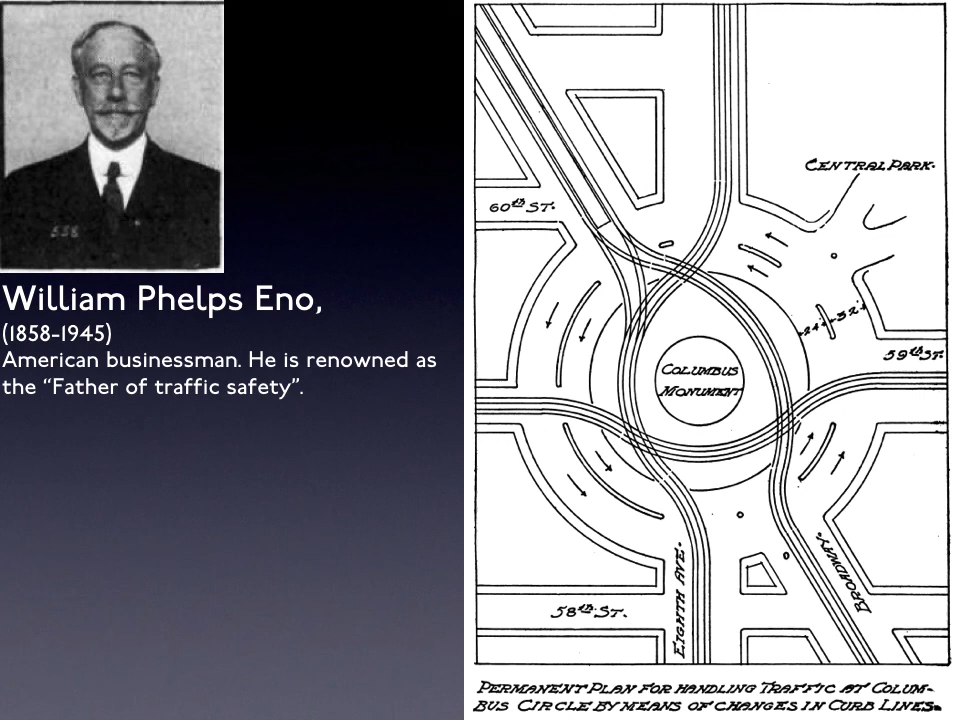 558
William Phelps Eno,
(1858-1945)
American businessman. He is renowned as
the “Father of traffic safety”.
CENTRAL PARK.
60th ST.
24' 32'
59th ST.
COLUMBUS
MONUMENT
EIGHTH AVE.
BROADWAY.
58th ST.
PERMANENT PLAN FOR HANDLING TRAFFIC AT COLUM-
BUS CIRCLE BY MEANS OF CHANGES IN CURB LINES.